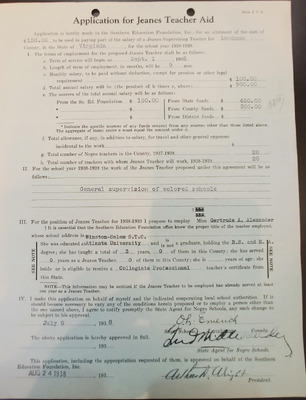 Application for Jeanes Teacher Aid
Application is hereby made to the Southern Education Foundation, Inc., for an allotment of the sum of
to be used in paying part of the salary of a Jeanes Supervising Teacher for
County, in the State of Virginia for the school year 1938-1939.
I. The terms of employment for the proposed Jeanes Teacher shall be as follows:
a. Term of service will begin on Sept. 1 1938
b. Length of term of employment, in months, will be 9 mos
c. Monthly salary, to be paid without deduction, except for pension or other legal
requirement $ 100.00
d. Total annual salary will be (the product of b times c, above) $ 900.00
e. The sources of the total annual salary will be as follows:
From the So. Ed. Foundation $ From State funds $
From County funds $
From District funds $
* Indicate the specific sources of any funds coming from any sources other than those listed above.
The aggregate of items above s must equal the amount under d.
f. Total allowance, if any, in addition to salary, for travel and other general expenses
incidental to the work $
g. Total number of Negro teachers in the County, 1937-1938 28
h. Total number of teachers with whom Jeanes Teacher will work, 1938-1939 28
II. For the school year 1938-1939 the work of the Jeanes Teacher proposed under this agreement will be as
follows:
General supervision of colored schools
III. For the position of Jeanes Teacher for 1938-1939 I propose to employ Miss Gertrude I. Alexander
(It is essential that the Southern Education Foundation office know the proper title of the teacher employed.
whose school address is Winston-Salem S.T.C.
She was educated at Atlanta University and is not a graduate, holding the B.S. and M.
degree; she has taught a total of 3 years, 0 of them in this County; she has served
0 years as a Jeanes Teacher 0 of them in this County; she is years of age; she
holds or is eligible to receive a Collegiate Professional teacher's certificate from
this State.
SEE NOTE
SEE NOTE
NOTE—This information may be omitted if the Jeanes Teacher to be employed has already served at least
one year as a Jeanes Teacher.
IV. I make this application on behalf of myself and the indicated cooperating local school authorities. If it
should become necessary to vary any of the conditions herein proposed or to employ a person other than
the one named above, I agree to notify promptly the State Agent for Negro Schools, any such change to
be subject to his approval.
July 6 1938 O. L. Emerick
The above application is hereby approved in full.
193
State Agent for Negro Schools.
This application, including the appropriation requested of them, is approved on behalf of the Southern
Education Foundation, Inc.
AUG 24 1938 193 Arthur D. Wright
President